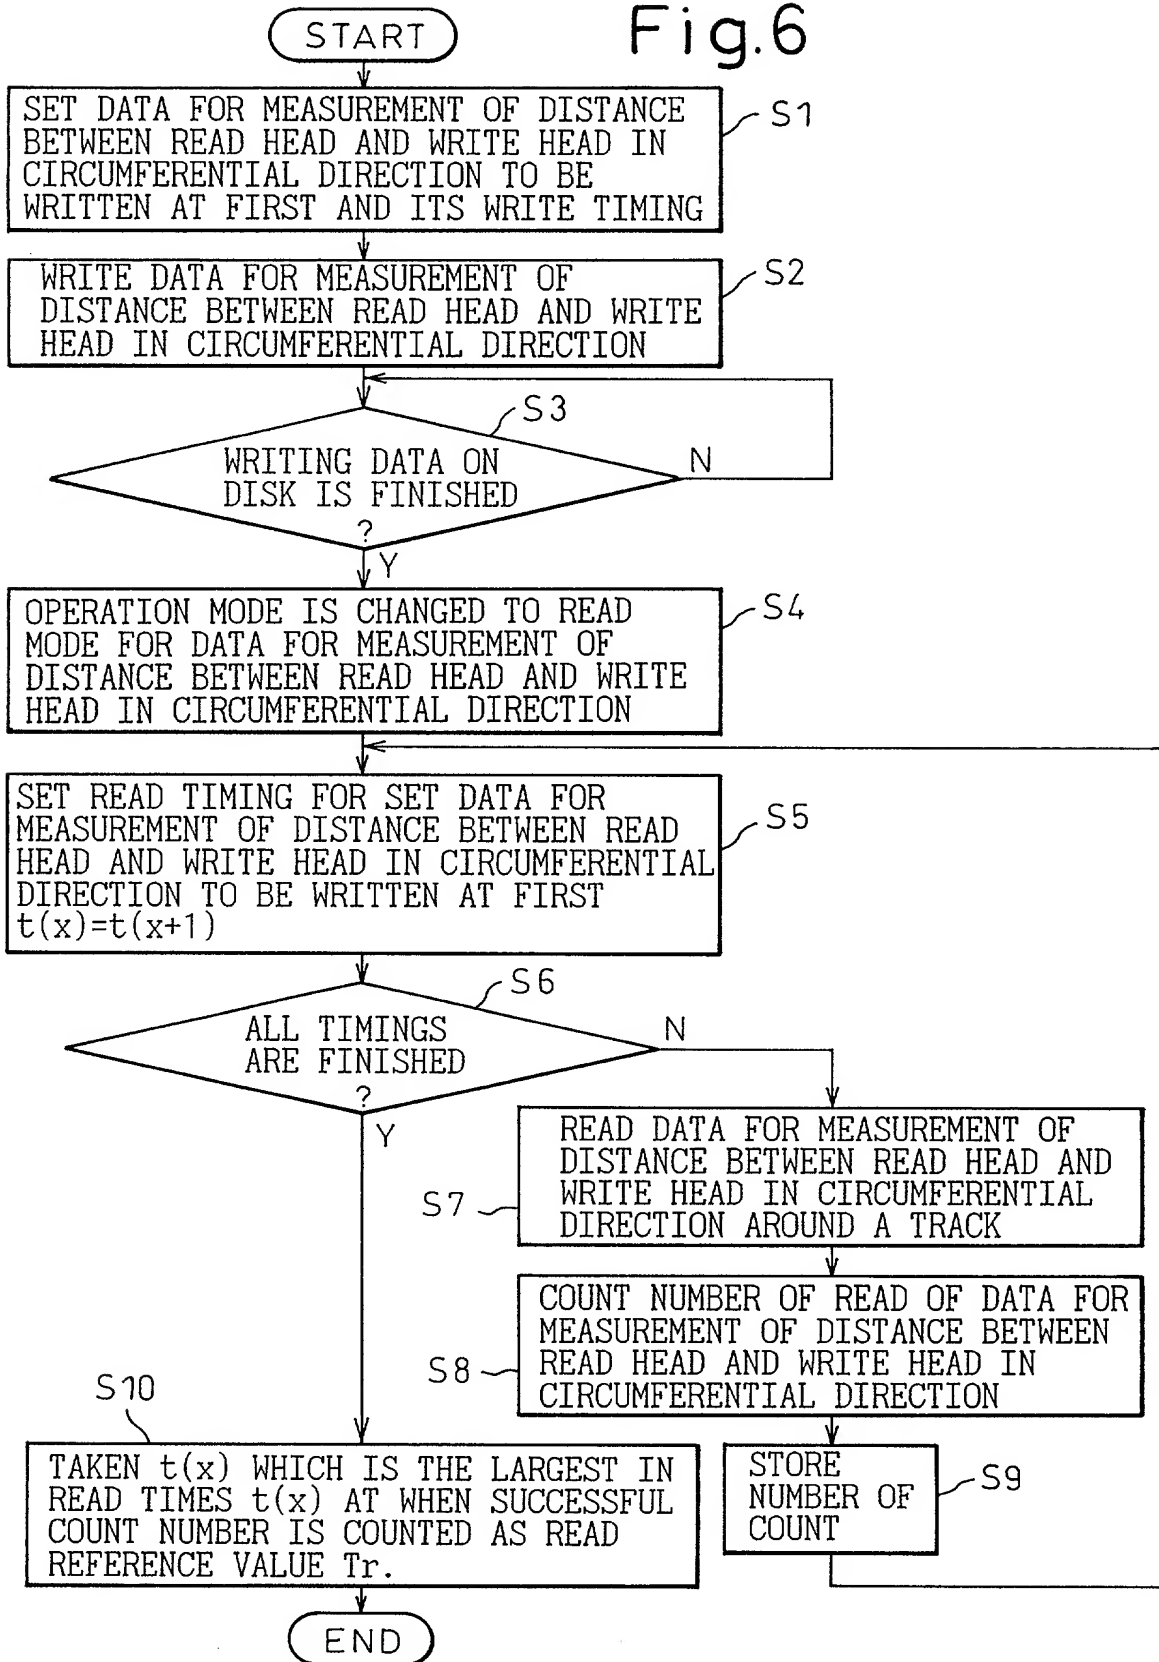 START
Fig.6
SET DATA FOR MEASUREMENT OF DISTANCE
BETWEEN READ HEAD AND WRITE HEAD IN
CIRCUMFERENTIAL DIRECTION TO BE
WRITTEN AT FIRST AND ITS WRITE TIMING
S1
WRITE DATA FOR MEASUREMENT OF
DISTANCE BETWEEN READ HEAD AND WRITE
HEAD IN CIRCUMFERENTIAL DIRECTION
S2
S3
WRITING DATA ON
DISK IS FINISHED
?
N
Y
OPERATION MODE IS CHANGED TO READ
MODE FOR DATA FOR MEASUREMENT OF
DISTANCE BETWEEN READ HEAD AND WRITE
HEAD IN CIRCUMFERENTIAL DIRECTION
S4
SET READ TIMING FOR SET DATA FOR
MEASUREMENT OF DISTANCE BETWEEN READ
HEAD AND WRITE HEAD IN CIRCUMFERENTIAL
DIRECTION TO BE WRITTEN AT FIRST
t(x)=t(x+1)
S5
S6
ALL TIMINGS
ARE FINISHED
?
N
Y
READ DATA FOR MEASUREMENT OF
DISTANCE BETWEEN READ HEAD AND
WRITE HEAD IN CIRCUMFERENTIAL
DIRECTION AROUND A TRACK
S7
COUNT NUMBER OF READ OF DATA FOR
MEASUREMENT OF DISTANCE BETWEEN
READ HEAD AND WRITE HEAD IN
CIRCUMFERENTIAL DIRECTION
S8
STORE
NUMBER OF
COUNT
S9
S10
TAKEN t(x) WHICH IS THE LARGEST IN
READ TIMES t(x) AT WHEN SUCCESSFUL
COUNT NUMBER IS COUNTED AS READ
REFERENCE VALUE Tr.
END